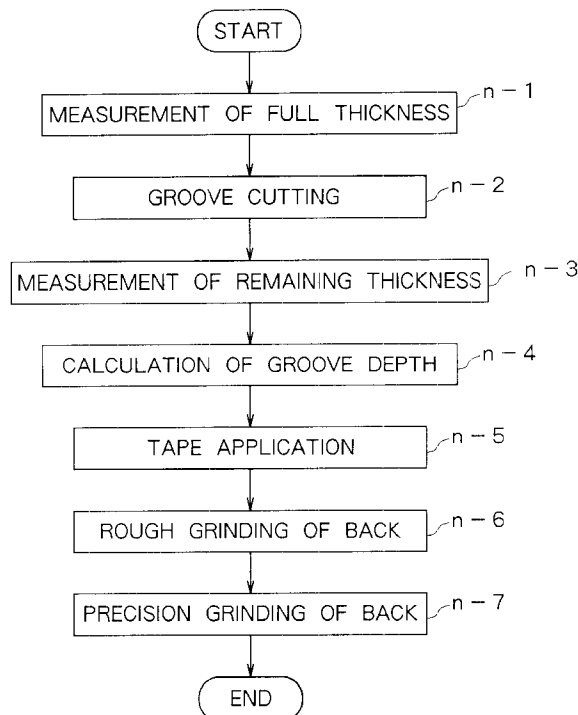 START
MEASUREMENT OF FULL THICKNESS
n-1
GROOVE CUTTING
n-2
MEASUREMENT OF REMAINING THICKNESS
n-3
CALCULATION OF GROOVE DEPTH
n-4
TAPE APPLICATION
n-5
ROUGH GRINDING OF BACK
n-6
PRECISION GRINDING OF BACK
n-7
END